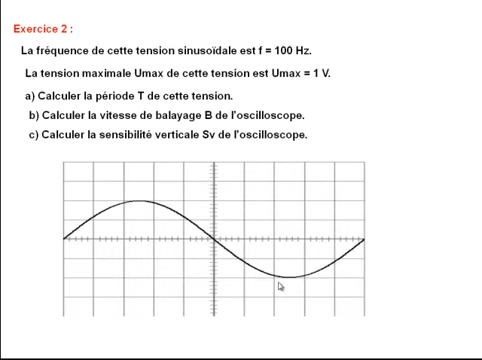 Exercice 2 :
La fréquence de cette tension sinusoïdale est f = 100 Hz.
La tension maximale Umax de cette tension est Umax = 1 V.
a) Calculer la période T de cette tension.
b) Calculer la vitesse de balayage B de l'oscilloscope.
c) Calculer la sensibilité verticale Sv de l'oscilloscope.